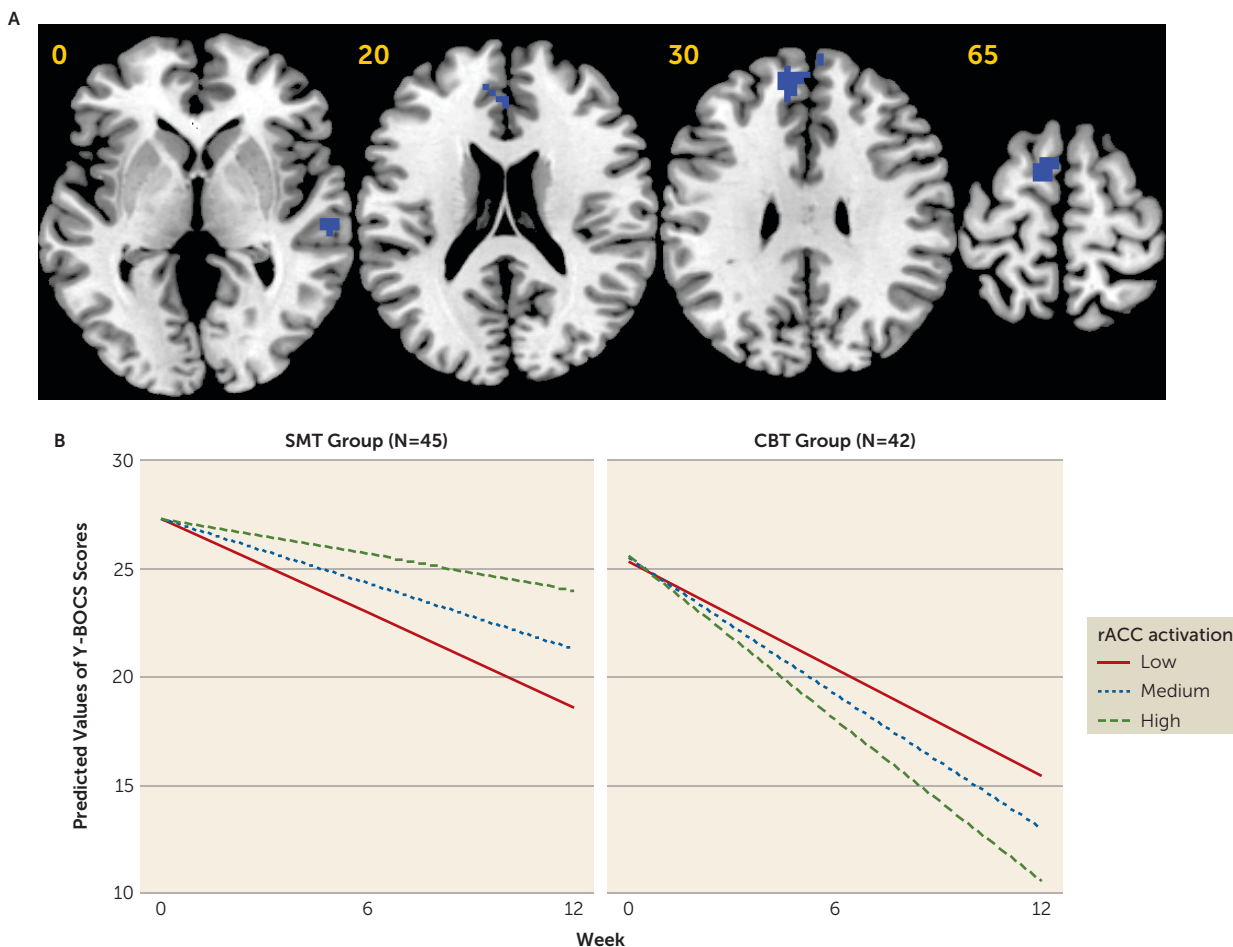 A
0 20 30 65
B
SMT Group (N=45)
CBT Group (N=42)
Predicted Values of Y-BOCS Scores
30
25
20
15
10
0 6 12
0 6 12
Week
rACC activation
Low
Medium
High